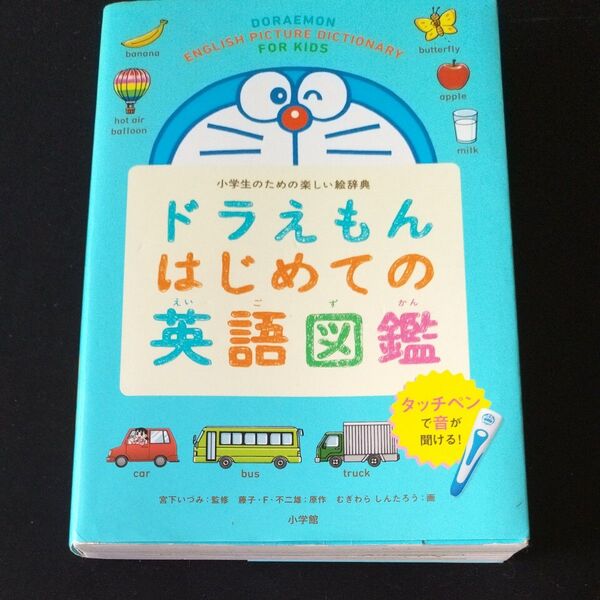 DORAEMON
ENGLISH PICTURE DICTIONARY
FOR KIDS
banana
butterfly
hot air
balloon
apple
milk
小学生のための楽しい絵辞典
ドラえもん
はじめての
えい ご ず かん
英語図鑑
タッチペン
で音が
聞ける!
car
bus
truck
宮下いづみ:監修 藤子・F・不二雄:原作 むぎわらしんたろう:画
小学館